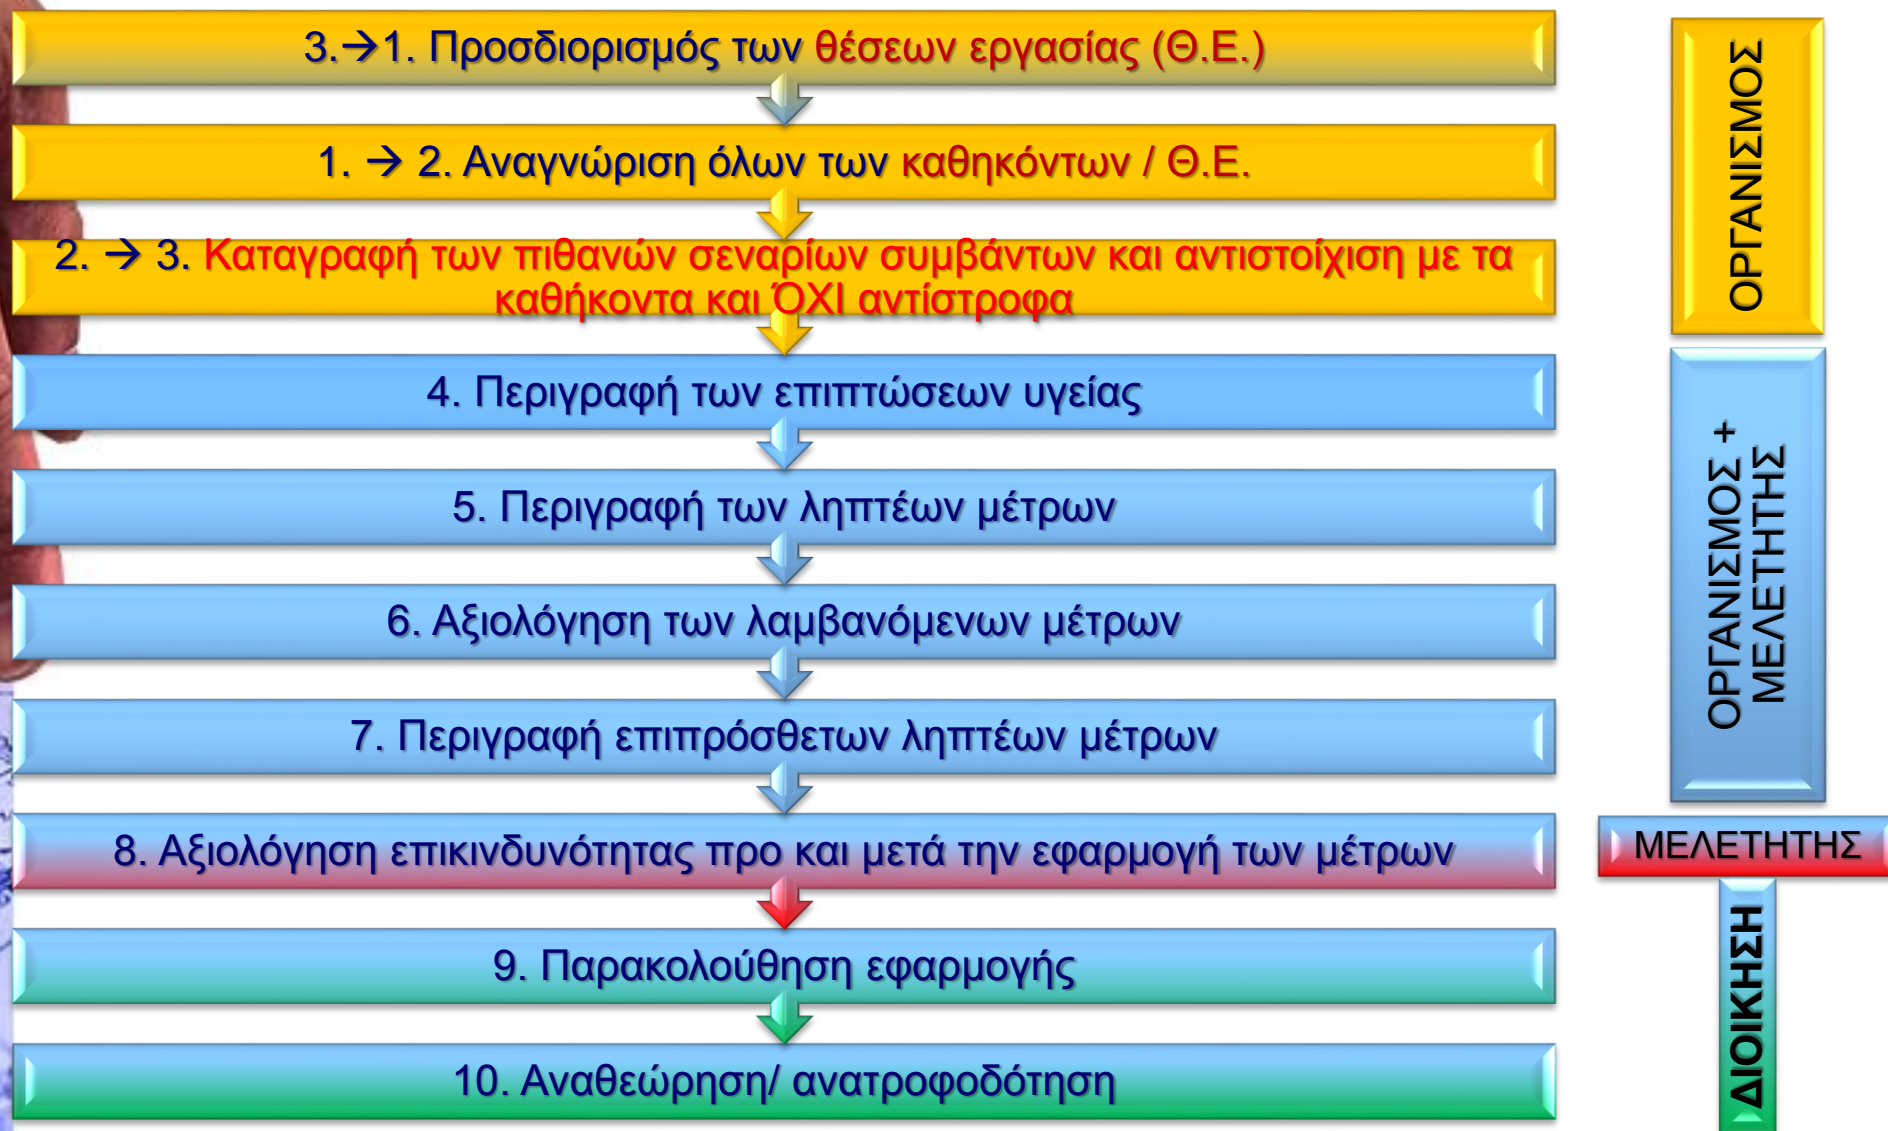 3.→1. Προσδιορισμός των θέσεων εργασίας (Θ.Ε.)
1. → 2. Αναγνώριση όλων των καθηκόντων / Θ.Ε.
2. → 3. Καταγραφή των πιθανών σεναρίων συμβάντων και αντιστοίχιση με τα
καθήκοντα και ΌΧΙ αντίστροφα
4. Περιγραφή των επιπτώσεων υγείας
5. Περιγραφή των ληπτέων μέτρων
6. Αξιολόγηση των λαμβανόμενων μέτρων
7. Περιγραφή επιπρόσθετων ληπτέων μέτρων
8. Αξιολόγηση επικινδυνότητας προ και μετά την εφαρμογή των μέτρων
9. Παρακολούθηση εφαρμογής
10. Αναθεώρηση/ ανατροφοδότηση
ΟΡΓΑΝΙΣΜΟΣ
ΟΡΓΑΝΙΣΜΟΣ +
ΜΕΛΕΤΗΤΗΣ
ΜΕΛΕΤΗΤΗΣ
ΔΙΟΙΚΗΣΗ